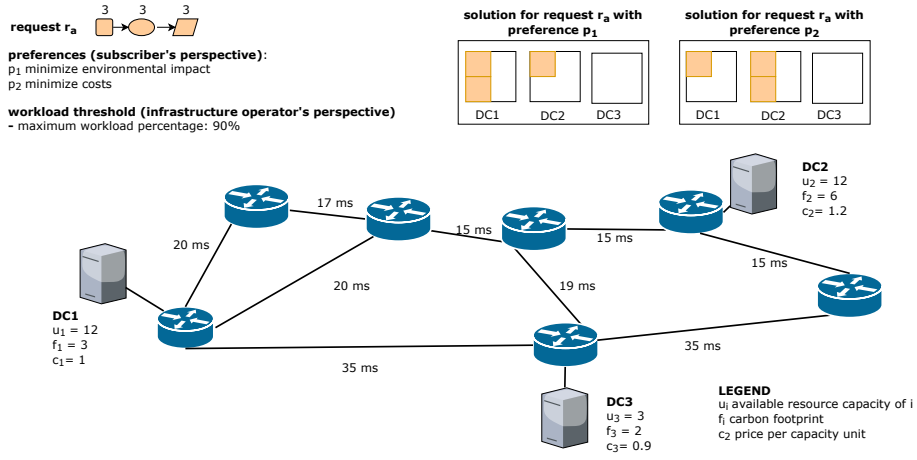 3 3 3
request ra
preferences (subscriber's perspective):
p1 minimize environmental impact
p2 minimize costs
workload threshold (infrastructure operator's perspective)
- maximum workload percentage: 90%
solution for request ra with
preference p1
DC1 DC2 DC3
solution for request ra with
preference p2
DC1 DC2 DC3
DC2
u2 = 12
f2 = 6
c2= 1.2
17 ms
15 ms
15 ms
20 ms
15 ms
20 ms
19 ms
DC1
u1 = 12
f1 = 3
c1= 1
35 ms
35 ms
DC3
u3 = 3
f3 = 2
c3= 0.9
LEGEND
ui available resource capacity of i
fi carbon footprint
c2 price per capacity unit